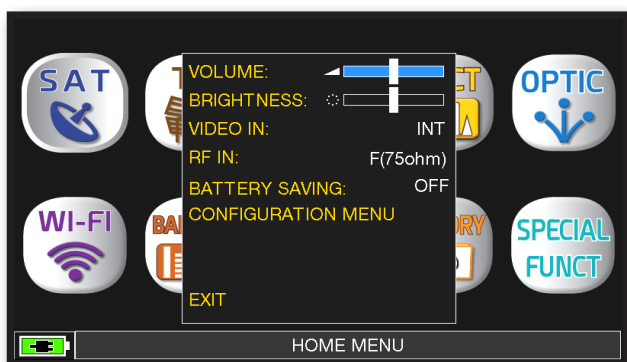 SAT
OPTIC
VOLUME:
BRIGHTNESS:
VIDEO IN: INT
RF IN: F(75ohm)
BATTERY SAVING: OFF
CONFIGURATION MENU
EXIT
WI-FI
SPECIAL
FUNCT
HOME MENU